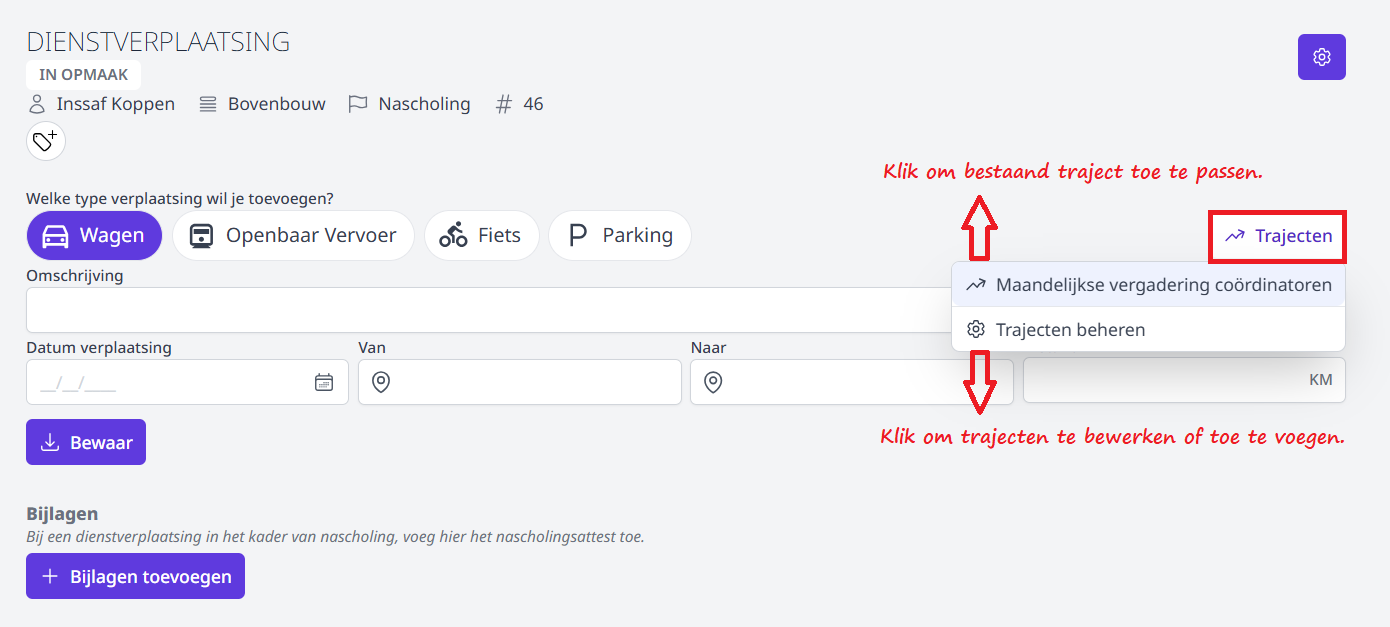 DIENSTVERPLAATSING
IN OPMAAK
Inssaf Koppen Bovenbouw Nascholing # 46
Klik om bestaand traject toe te passen.
Welke type verplaatsing wil je toevoegen?
Wagen Openbaar Vervoer Fiets P Parking Trajecten
Omschrijving
Maandelijkse vergadering coördinatoren
Trajecten beheren
Datum verplaatsing Van Naar
__/__/____ KM
Klik om trajecten te bewerken of toe te voegen.
Bewaar
Bijlagen
Bij een dienstverplaatsing in het kader van nascholing, voeg hier het nascholingsattest toe.
+ Bijlagen toevoegen